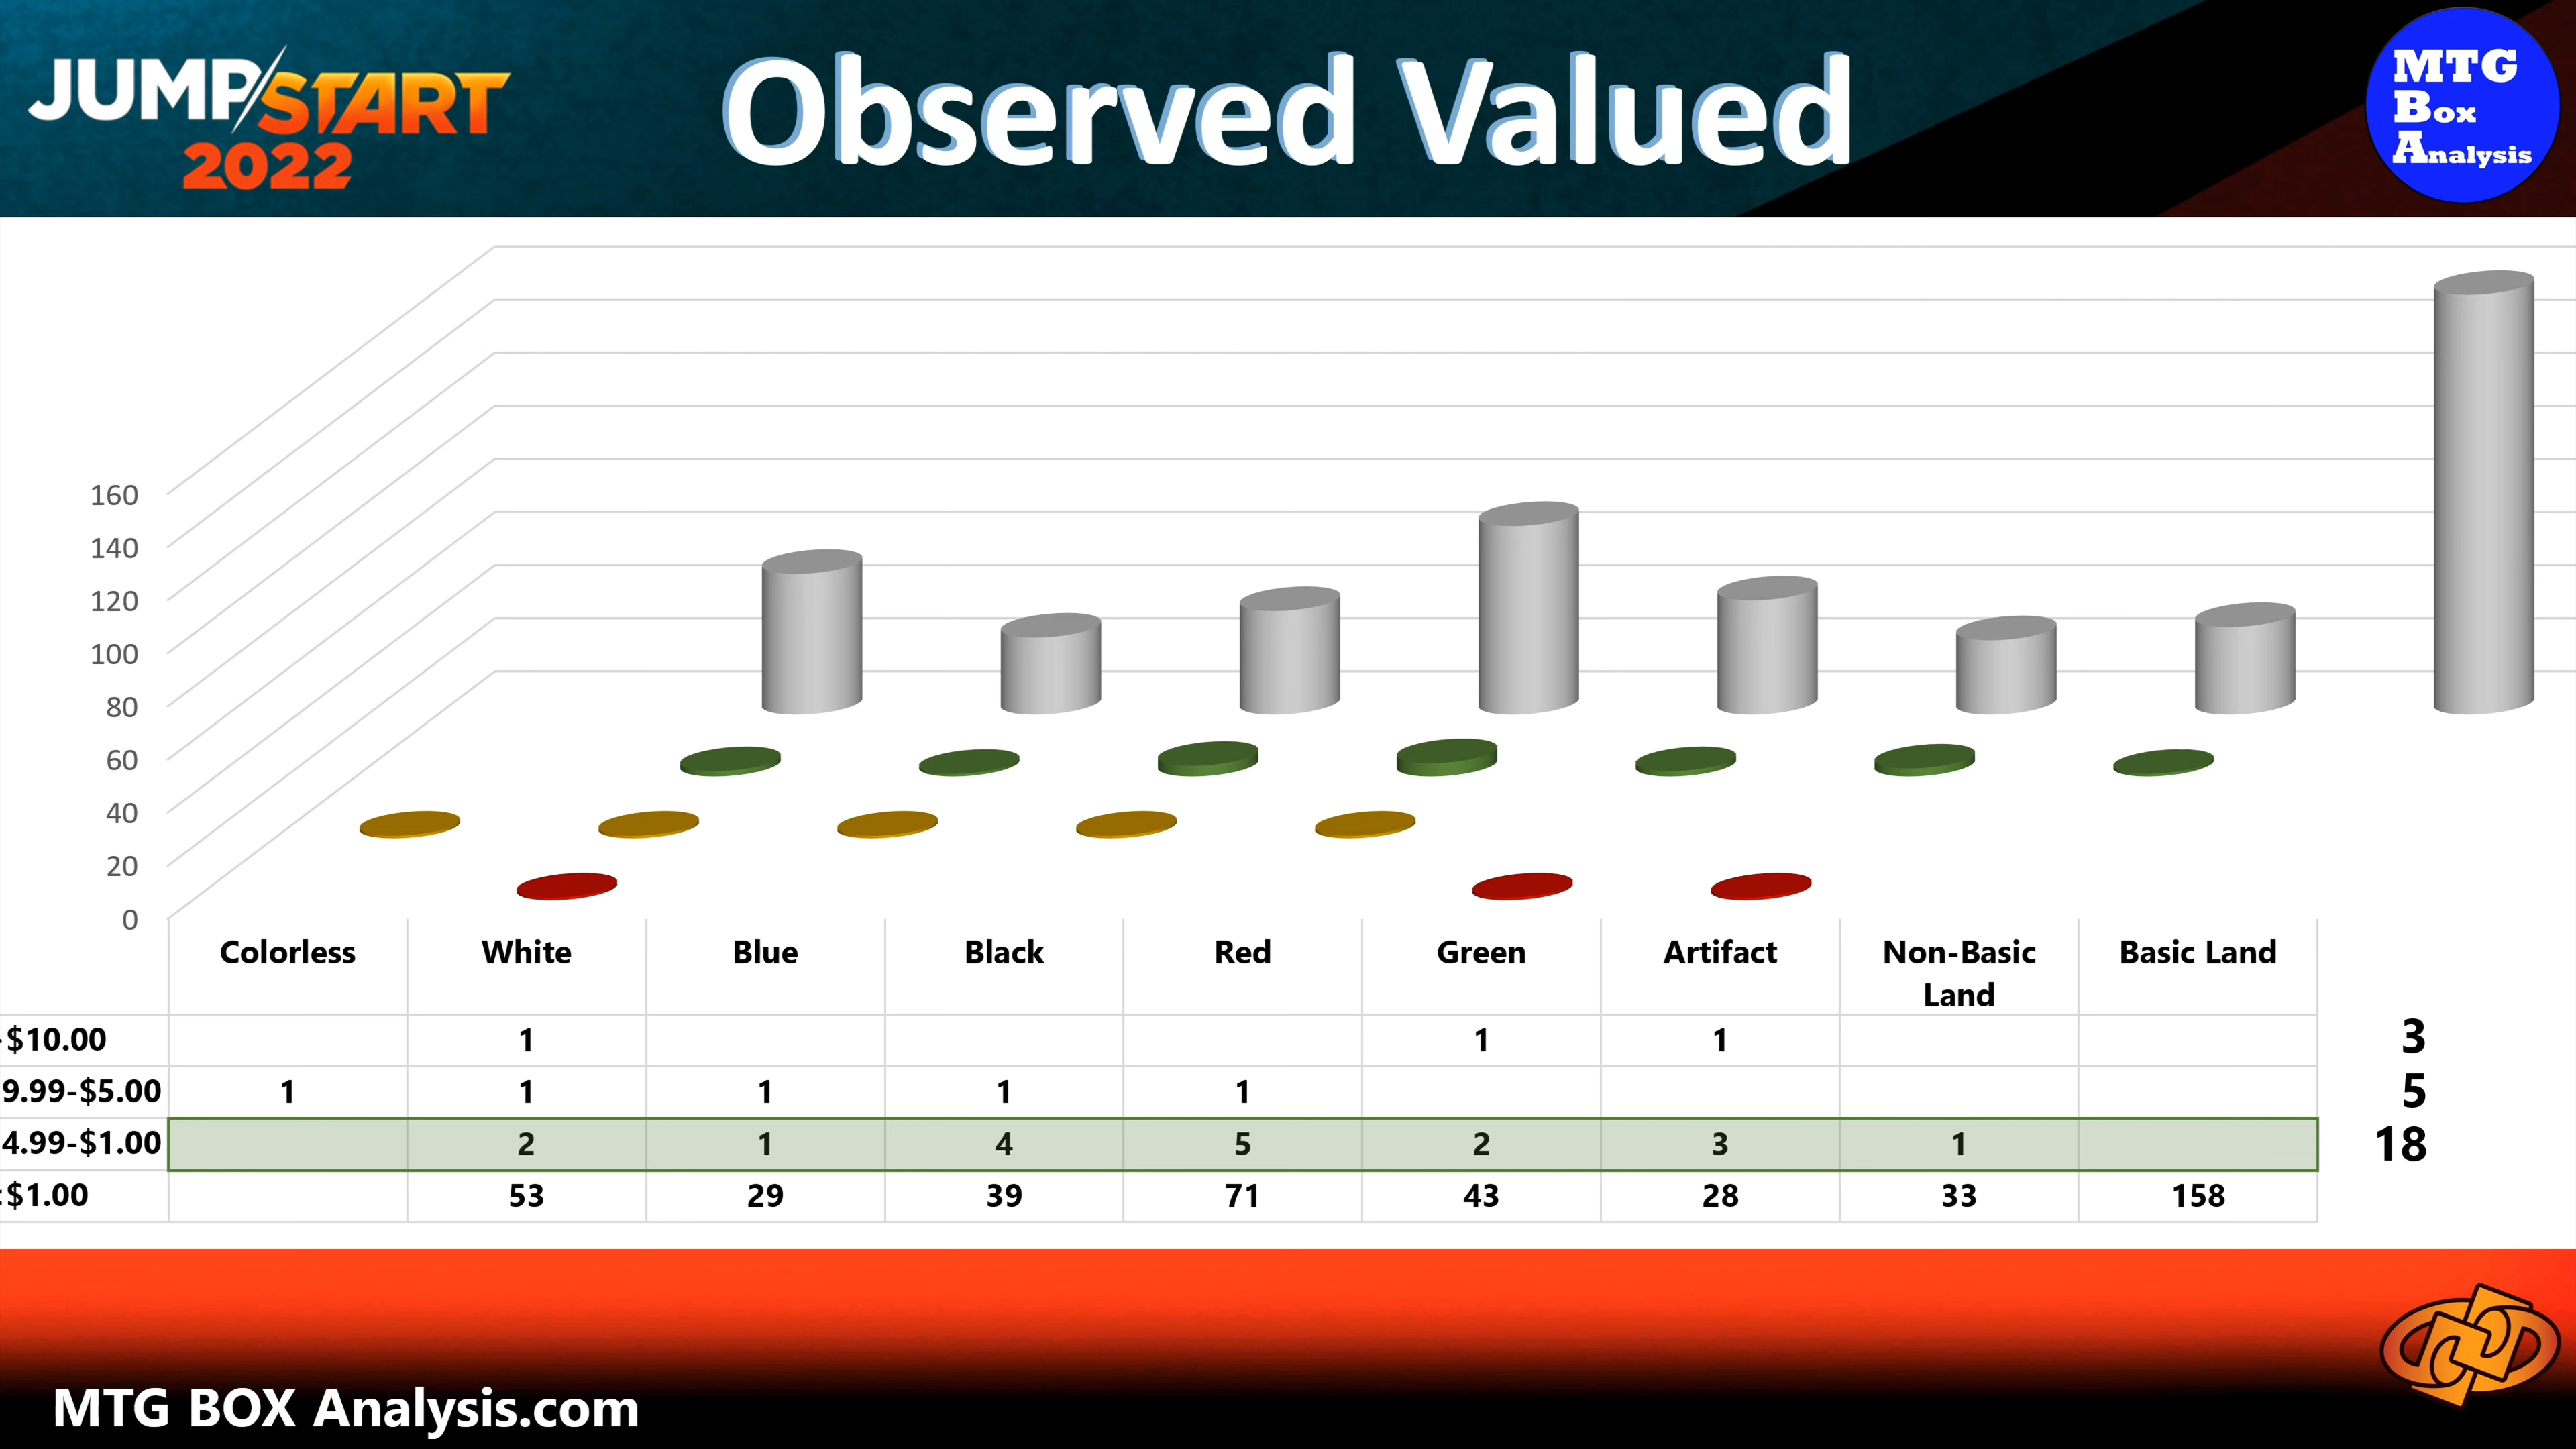 JUMP/START
2022
Observed Valued
MTG
Box
Analysis
160
140
120
100
80
60
40
20
0
Colorless White Blue Black Red Green Artifact Non-Basic Land Basic Land
-$10.00 1 1 1 3
9.99-$5.00 1 1 1 1 1 5
4.99-$1.00 2 1 4 5 2 3 1 18
$1.00 53 29 39 71 43 28 33 158
MTG BOX Analysis.com